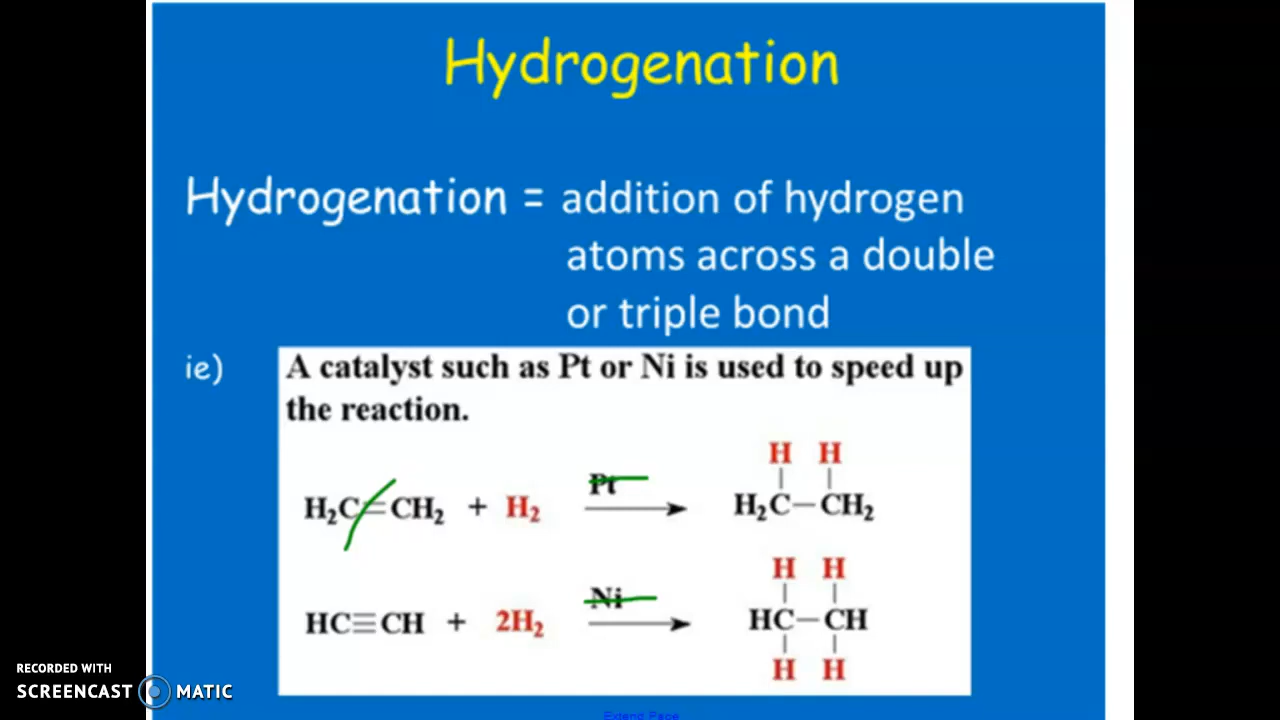 Hydrogenation
Hydrogenation = addition of hydrogen
atoms across a double
or triple bond
ie)
A catalyst such as Pt or Ni is used to speed up
the reaction.
H H
Pt
H₂C=CH₂ + H₂ → H₂C–CH₂
H H
Ni
HC≡CH + 2H₂ → HC–CH
H H
RECORDED WITH
SCREENCAST MATIC
Extend Page